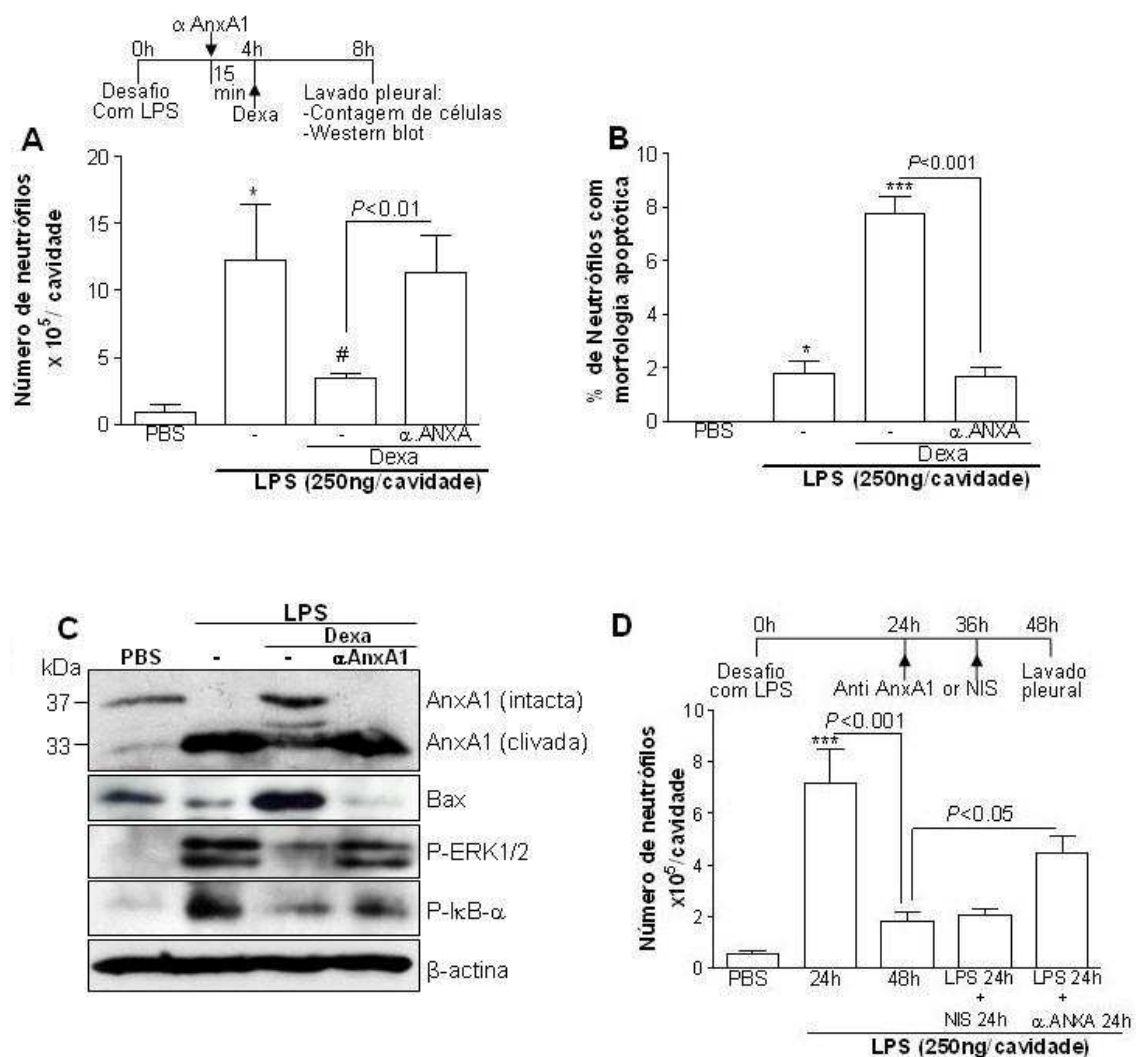 α AnxA1
0h 4h 8h
15
min
Desafio
Com LPS
Dexa
Lavado pleural:
-Contagem de células
-Western blot
A
Número de neutrófilos
x 10⁵/ cavidade
20
15
10
5
0
*
#
P<0.01
PBS - - α.ANXA
Dexa
LPS (250ng/cavidade)
B
% de Neutrófilos com
morfologia apoptótica
10
8
6
4
2
0
*
***
P<0.001
PBS - - α.ANXA
Dexa
LPS (250ng/cavidade)
C
LPS
Dexa
PBS - - αAnxA1
kDa
37
AnxA1 (intacta)
33
AnxA1 (clivada)
Bax
P-ERK1/2
P-IκB-α
β-actina
D
0h 24h 36h 48h
Desafio
com LPS
Anti AnxA1 or NIS
Lavado
pleural
Número de neutrófilos
x10⁵/cavidade
10
8
6
4
2
0
***
P<0.001
P<0.05
PBS 24h 48h LPS 24h LPS 24h
+ +
NIS 24h α.ANXA 24h
LPS (250ng/cavidade)